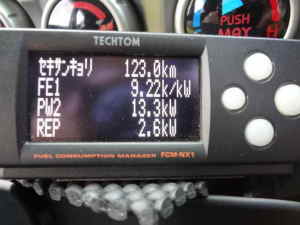 PUSH
MAX
TECHTOM
ｾｷｻﾝｷｮﾘ 123.0km
FE1 9.22k/kW
PW2 13.3kW
REP 2.6kW
FUEL CONSUMPTION MANAGER FCM-NX1